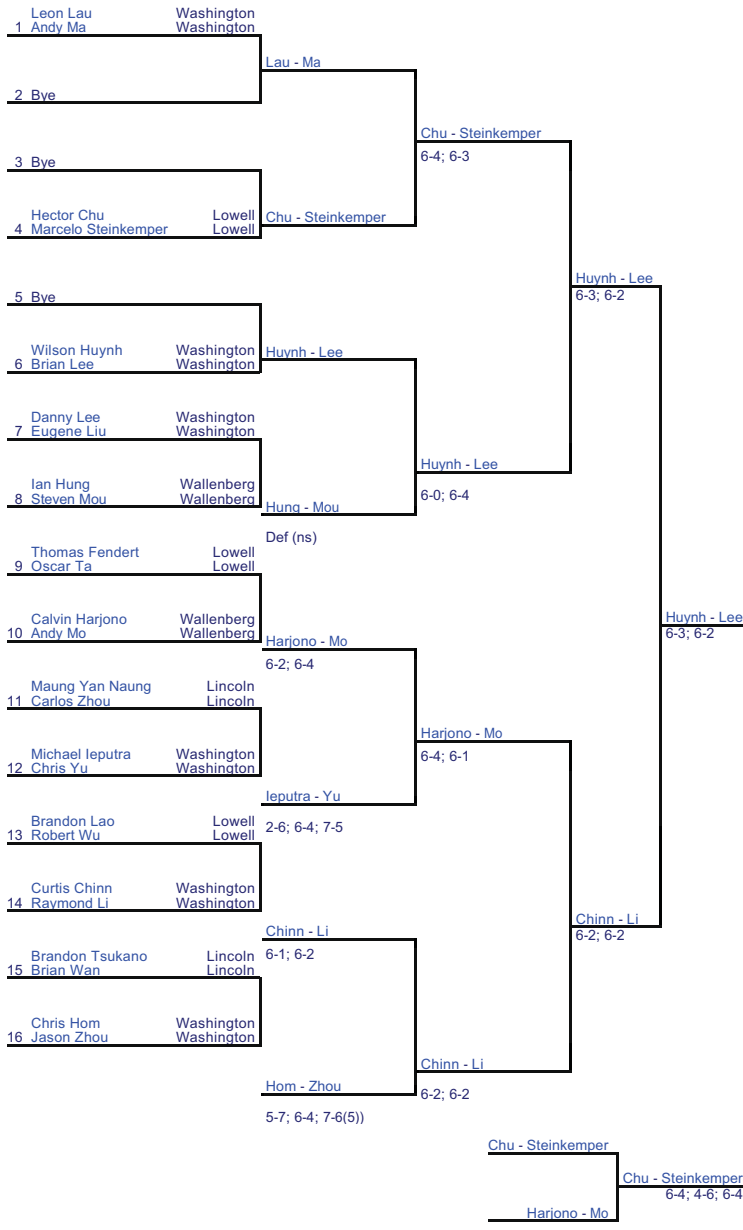 Leon Lau Washington
1 Andy Ma Washington
Lau - Ma
2 Bye
Chu - Steinkemper
6-4; 6-3
3 Bye
Hector Chu Lowell
4 Marcelo Steinkemper Lowell
Chu - Steinkemper
Huynh - Lee
6-3; 6-2
5 Bye
Wilson Huynh Washington
6 Brian Lee Washington
Huynh - Lee
Danny Lee Washington
7 Eugene Liu Washington
Huynh - Lee
6-0; 6-4
Ian Hung Wallenberg
8 Steven Mou Wallenberg
Hung - Mou
Def (ns)
Thomas Fendert Lowell
9 Oscar Ta Lowell
Huynh - Lee
6-3; 6-2
Calvin Harjono Wallenberg
10 Andy Mo Wallenberg
Harjono - Mo
6-2; 6-4
Maung Yan Naung Lincoln
11 Carlos Zhou Lincoln
Harjono - Mo
6-4; 6-1
Michael Ieputra Washington
12 Chris Yu Washington
Ieputra - Yu
2-6; 6-4; 7-5
Brandon Lao Lowell
13 Robert Wu Lowell
Curtis Chinn Washington
14 Raymond Li Washington
Chinn - Li
6-2; 6-2
Chinn - Li
6-1; 6-2
Brandon Tsukano Lincoln
15 Brian Wan Lincoln
Chris Hom Washington
16 Jason Zhou Washington
Chinn - Li
6-2; 6-2
Hom - Zhou
5-7; 6-4; 7-6(5))
Chu - Steinkemper
Chu - Steinkemper
6-4; 4-6; 6-4
Harjono - Mo